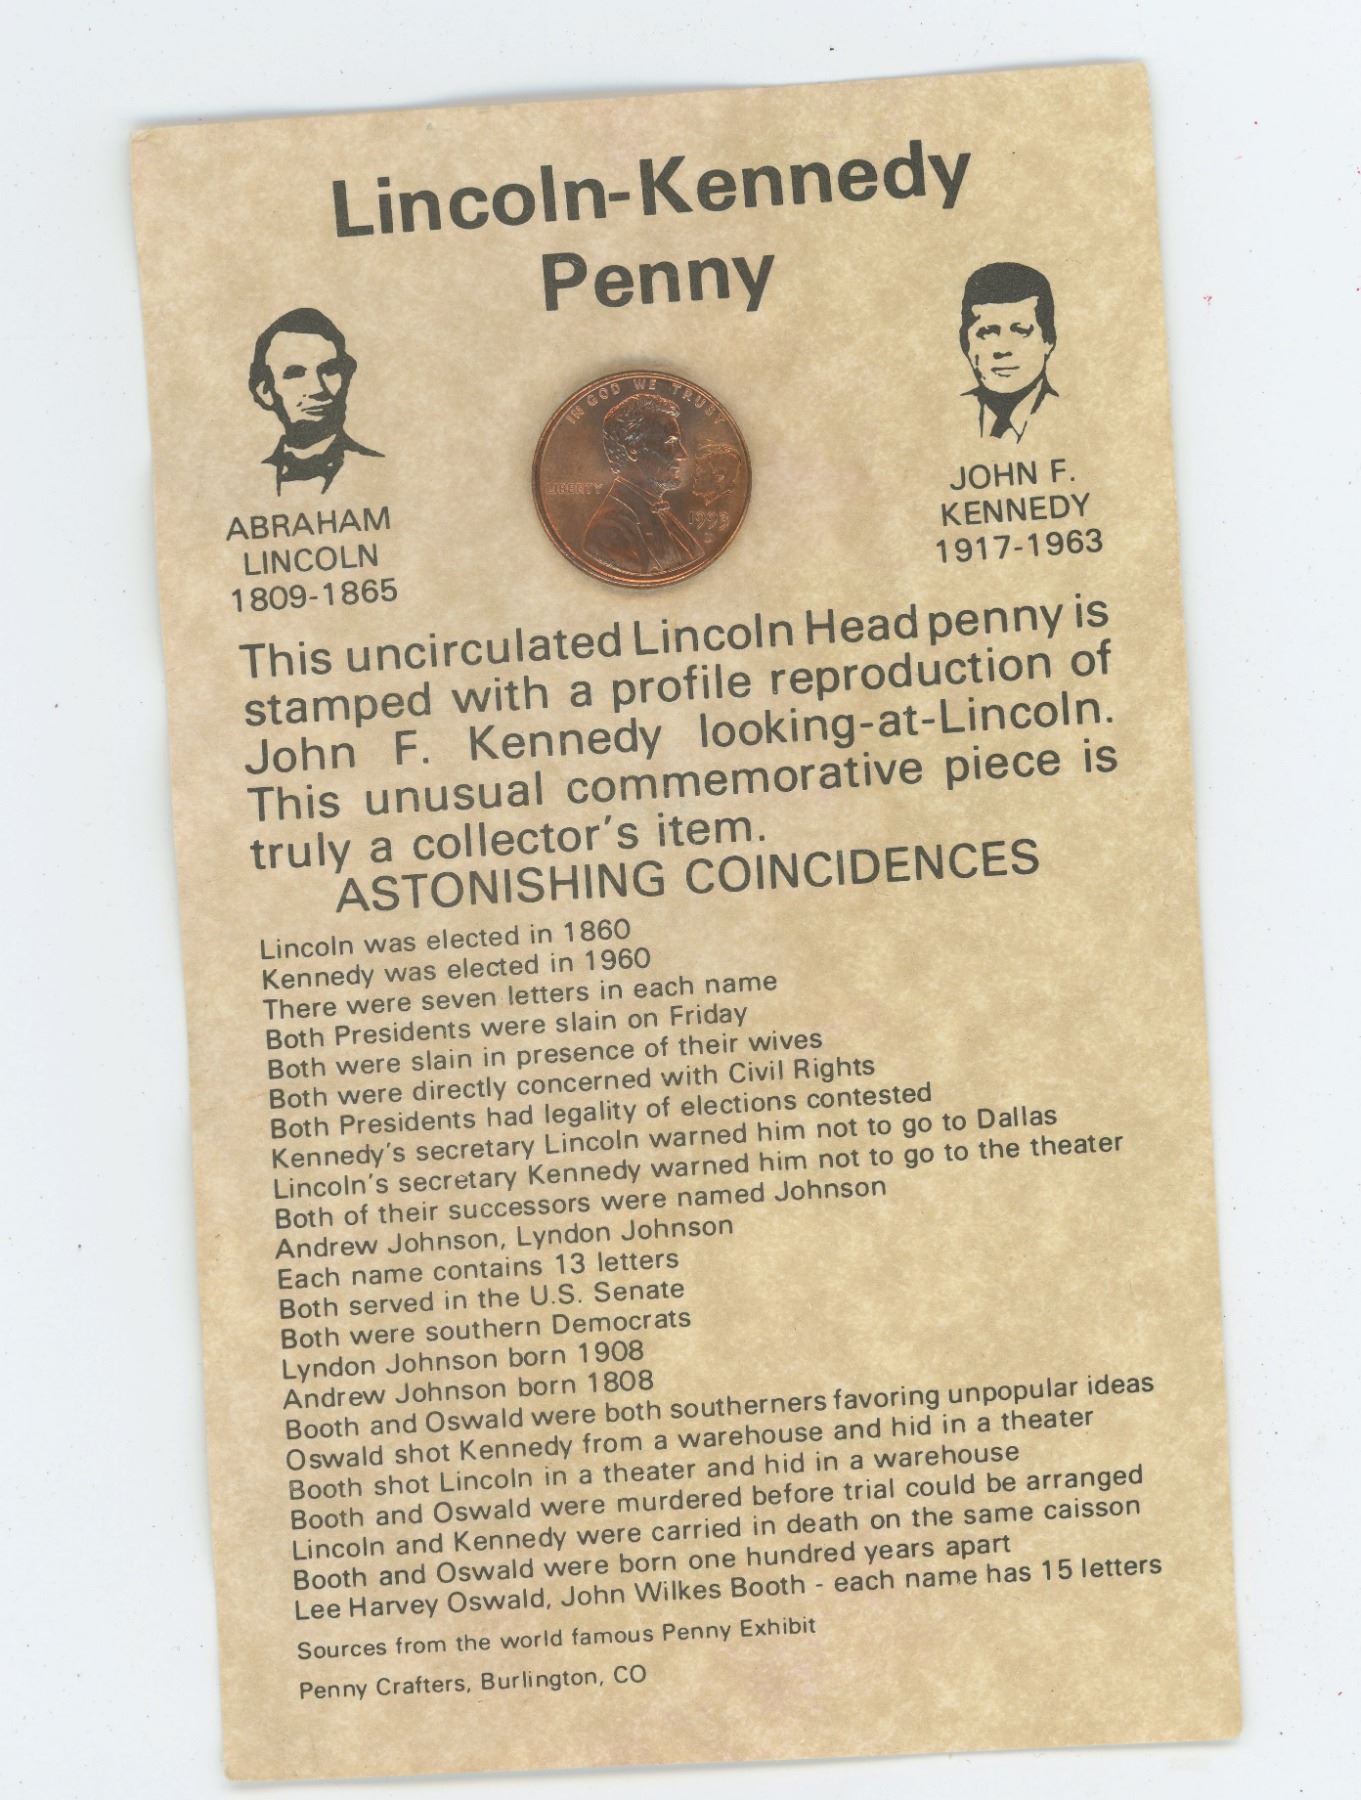 Lincoln-Kennedy
Penny
ABRAHAM
LINCOLN
1809-1865
IN GOD WE TRUST
LIBERTY
1993
D
JOHN F.
KENNEDY
1917-1963
This uncirculated Lincoln Head penny is
stamped with a profile reproduction of
John F. Kennedy looking-at-Lincoln.
This unusual commemorative piece is
truly a collector's item.
ASTONISHING COINCIDENCES
Lincoln was elected in 1860
Kennedy was elected in 1960
There were seven letters in each name
Both Presidents were slain on Friday
Both were slain in presence of their wives
Both were directly concerned with Civil Rights
Both Presidents had legality of elections contested
Kennedy's secretary Lincoln warned him not to go to Dallas
Lincoln's secretary Kennedy warned him not to go to the theater
Both of their successors were named Johnson
Andrew Johnson, Lyndon Johnson
Each name contains 13 letters
Both served in the U.S. Senate
Both were southern Democrats
Lyndon Johnson born 1908
Andrew Johnson born 1808
Booth and Oswald were both southerners favoring unpopular ideas
Oswald shot Kennedy from a warehouse and hid in a theater
Booth shot Lincoln in a theater and hid in a warehouse
Booth and Oswald were murdered before trial could be arranged
Lincoln and Kennedy were carried in death on the same caisson
Booth and Oswald were born one hundred years apart
Lee Harvey Oswald, John Wilkes Booth - each name has 15 letters
Sources from the world famous Penny Exhibit
Penny Crafters, Burlington, CO